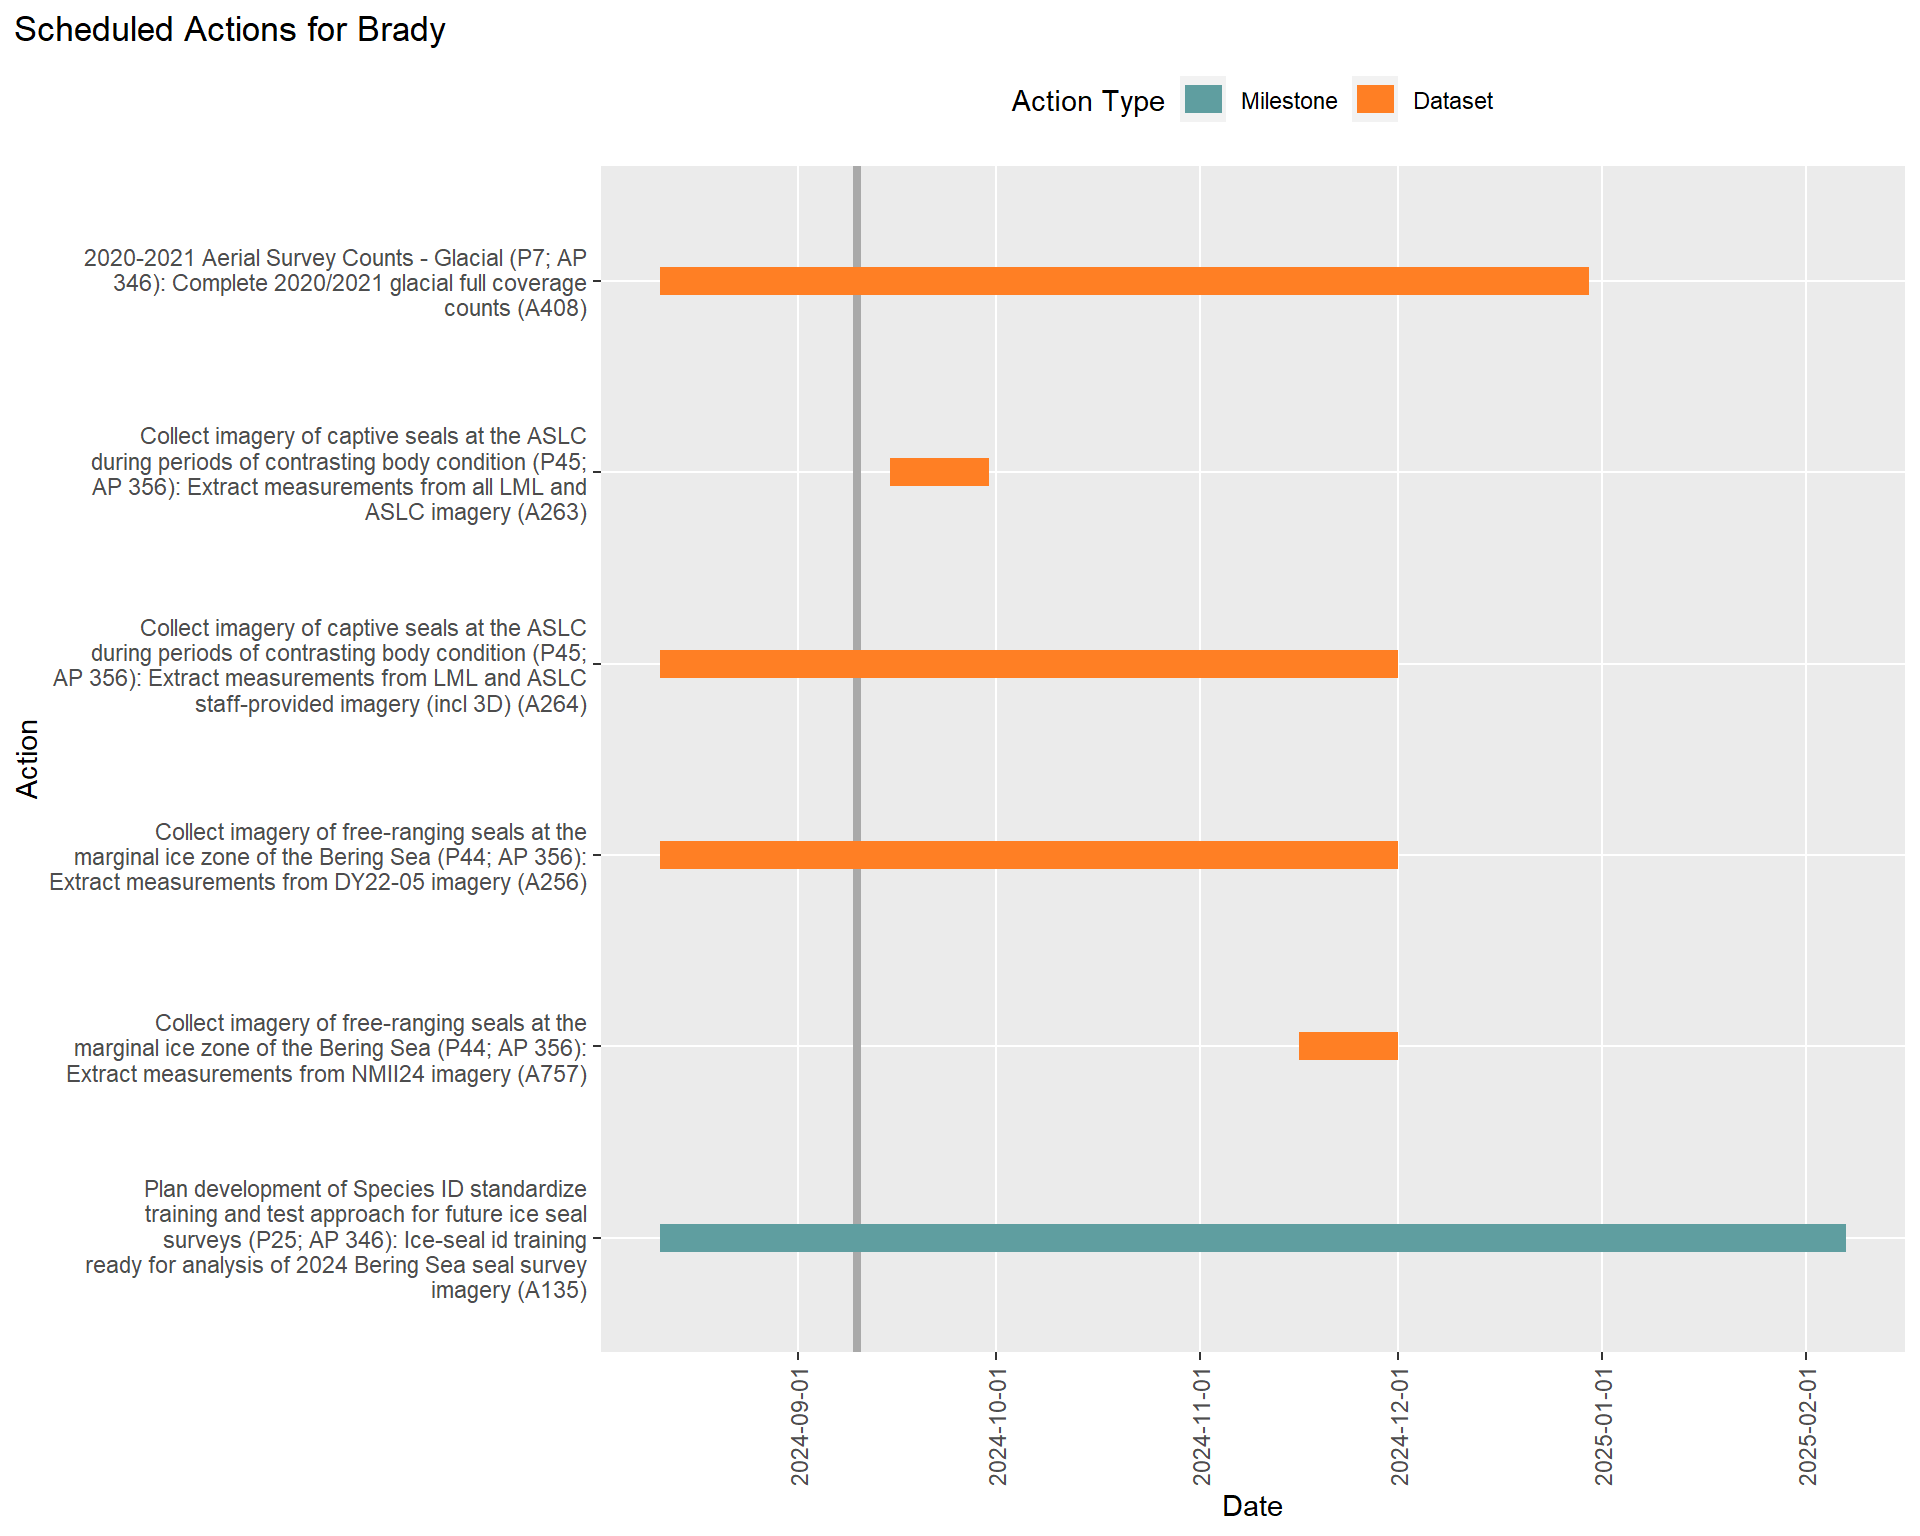 Scheduled Actions for Brady
Action Type
Milestone
Dataset
2020-2021 Aerial Survey Counts - Glacial (P7; AP
346): Complete 2020/2021 glacial full coverage
counts (A408)
Collect imagery of captive seals at the ASLC
during periods of contrasting body condition (P45;
AP 356): Extract measurements from all LML and
ASLC imagery (A263)
Collect imagery of captive seals at the ASLC
during periods of contrasting body condition (P45;
AP 356): Extract measurements from LML and ASLC
staff-provided imagery (incl 3D) (A264)
Collect imagery of free-ranging seals at the
marginal ice zone of the Bering Sea (P44; AP 356):
Extract measurements from DY22-05 imagery (A256)
Collect imagery of free-ranging seals at the
marginal ice zone of the Bering Sea (P44; AP 356):
Extract measurements from NMII24 imagery (A757)
Plan development of Species ID standardize
training and test approach for future ice seal
surveys (P25; AP 346): Ice-seal id training
ready for analysis of 2024 Bering Sea seal survey
imagery (A135)
Action
2024-09-01
2024-10-01
2024-11-01
2024-12-01
2025-01-01
2025-02-01
Date